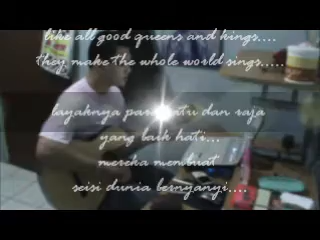 like all good queens and kings....
they make the whole world sings.....
layaknya para ratu dan raja
yang baik hati...
mereka membuat
seisi dunia bernyanyi....